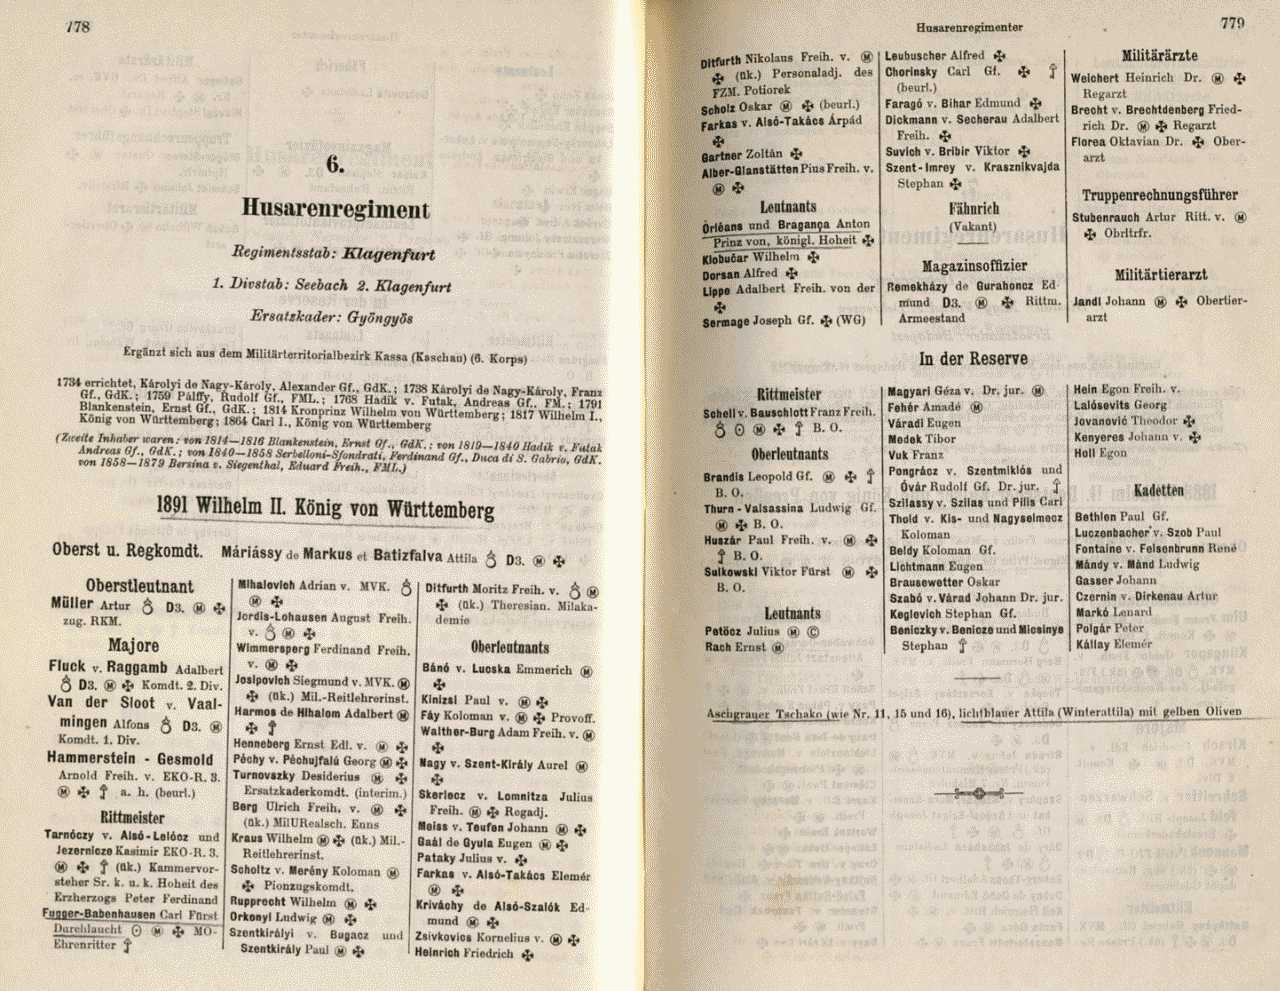 778
6.
Husarenregiment
Regimentsstab: Klagenfurt
1. Divstab: Seebach 2. Klagenfurt
Ersatzkader: Gyöngyös
Ergänzt sich aus dem Militärterritorialbezirk Kassa (Kaschau) (6. Korps)
1734 errichtet, Károlyi de Nagy-Károly, Alexander Gf., GdK.; 1738 Károlyi de Nagy-Károly, Franz
Gf., GdK.; 1759 Pálffy, Rudolf Gf., FML.; 1768 Hadik v. Futak, Andreas Gf., FM.; 1791
Blankenstein, Ernst Gf., GdK.; 1814 Kronprinz Wilhelm von Württemberg; 1817 Wilhelm I.,
König von Württemberg; 1864 Carl I., König von Württemberg
(Zweite Inhaber waren: von 1814—1816 Blankenstein, Ernst Gf., GdK.; von 1819—1840 Hadik v. Futak
Andreas Gf., GdK.; von 1840—1858 Serbelloni-Sfondrati, Ferdinand Gf., Duca di S. Gabrio, GdK.
von 1858—1879 Bersina v. Siegenthal, Eduard Freih., FML.)
1891 Wilhelm II. König von Württemberg
Oberst u. Regkomdt. Máriássy de Markus et Batizfalva Attila D3. Ⓜ ✠
Oberstleutnant
Müller Artur D3. Ⓜ ✠
zug. RKM.
Majore
Fluck v. Raggamb Adalbert
D3. Ⓜ ✠ Komdt. 2. Div.
Van der Sloot v. Vaal-
mingen Alfons D3. Ⓜ
Komdt. 1. Div.
Hammerstein - Gesmold
Arnold Freih. v. EKO-R. 3.
Ⓜ ✠ a. h. (beurl.)
Rittmeister
Tarnóczy v. Alsó-Lelócz und
Jezernicze Kasimir EKO-R. 3.
Ⓜ ✠ (ük.) Kammervor-
steher Sr. k. u. k. Hoheit des
Erzherzogs Peter Ferdinand
Fugger-Babenhausen Carl Fürst
Durchlaucht Ⓜ ✠ MO-
Ehrenritter
Mihalovich Adrian v. MVK.
Ⓜ ✠
Jordis-Lohausen August Freih.
v. Ⓜ ✠
Wimmersperg Ferdinand Freih.
v. Ⓜ ✠
Josipovich Siegmund v. MVK. Ⓜ
✠ (ük.) Mil.-Reitlehrerinst.
Harmos de Hihalom Adalbert Ⓜ
✠
Henneberg Ernst Edl. v. Ⓜ ✠
Péchy v. Péchujfalú Georg Ⓜ ✠
Turnovszky Desiderius Ⓜ ✠
Ersatzkaderkomdt. (interim.)
Berg Ulrich Freih. v. Ⓜ ✠
(ük.) MilURealsch. Enns
Kraus Wilhelm Ⓜ ✠ (ük.) Mil.-
Reitlehrerinst.
Scholtz v. Merény Koloman Ⓜ
✠ Pionzugskomdt.
Rupprecht Wilhelm Ⓜ ✠
Orkonyi Ludwig Ⓜ ✠
Szentkirályi v. Bugacz und
Szentkirály Paul Ⓜ ✠
Ditfurth Moritz Freih. v. Ⓜ
✠ (ük.) Theresian. Milaka-
demie
Oberleutnants
Bánó v. Lucska Emmerich Ⓜ
✠
Kinizsi Paul v. Ⓜ ✠
Fáy Koloman v. Ⓜ ✠ Provoff.
Walther-Burg Adam Freih. v. Ⓜ
✠
Nagy v. Szent-Király Aurel Ⓜ
✠
Skerlecz v. Lomnitza Julius
Freih. Ⓜ ✠ Regadj.
Meiss v. Teufen Johann Ⓜ ✠
Gaál de Gyula Eugen Ⓜ ✠
Pataky Julius v. ✠
Farkas v. Alsó-Takács Elemér
Ⓜ ✠
Kriváchy de Alsó-Szalók Ed-
mund Ⓜ ✠
Zsivkovics Kornelius v. Ⓜ ✠
Heinrich Friedrich ✠
Husarenregimenter
779
Ditfurth Nikolaus Freih. v. Ⓜ
✠ (ük.) Personaladj. des
FZM. Potiorek
Scholz Oskar Ⓜ ✠ (beurl.)
Farkas v. Alsó-Takács Árpád
✠
Gartner Zoltán ✠
Alber-Glanstätten Pius Freih. v.
Ⓜ ✠
Leutnants
Orléans und Bragança Anton
Prinz von, königl. Hoheit ✠
Klobučar Wilhelm ✠
Dorsan Alfred ✠
Lippe Adalbert Freih. von der
✠
Sermage Joseph Gf. ✠ (WG)
Leubuscher Alfred ✠
Chorinsky Carl Gf. ✠
(beurl.)
Faragó v. Bihar Edmund ✠
Dickmann v. Secherau Adalbert
Freih. ✠
Suvich v. Bribir Viktor ✠
Szent-Imrey v. Krasznikvajda
Stephan ✠
Fähnrich
(Vakant)
Magazinsoffizier
Remekházy de Gurahoncz Ed-
mund D3. Ⓜ ✠ Rittm.
Armeestand
Militärärzte
Weichert Heinrich Dr. Ⓜ ✠
Regarzt
Brecht v. Brechtdenberg Fried-
rich Dr. Ⓜ ✠ Regarzt
Florea Oktavian Dr. ✠ Ober-
arzt
Truppenrechnungsführer
Stubenrauch Artur Ritt. v. Ⓜ
✠ Obrltrfr.
Militärtierarzt
Jandl Johann Ⓜ ✠ Obertier-
arzt
In der Reserve
Rittmeister
Schell v. Bauschlott Franz Freih.
Ⓜ ✠ B. O.
Oberleutnants
Brandis Leopold Gf. Ⓜ ✠
B. O.
Thurn-Valsassina Ludwig Gf.
Ⓜ ✠ B. O.
Huszár Paul Freih. v. Ⓜ ✠
B. O.
Sulkowski Viktor Fürst Ⓜ ✠
B. O.
Leutnants
Petöcz Julius Ⓜ Ⓒ
Rach Ernst Ⓜ
Magyari Géza v. Dr. jur. Ⓜ
Fehér Amadé Ⓜ
Váradi Eugen
Medek Tibor
Vuk Franz
Pongrácz v. Szentmiklós und
Óvár Rudolf Gf. Dr. jur.
Szilassy v. Szilas und Pilis Carl
Thold v. Kis- und Nagyselmecz
Koloman
Beldy Koloman Gf.
Lichtmann Eugen
Brausewetter Oskar
Szabó v. Várad Johann Dr. jur.
Keglevich Stephan Gf.
Beniczky v. Benicze und Micsinye
Stephan
Hein Egon Freih. v.
Lalósevits Georg
Jovanović Theodor ✠
Kenyeres Johann v. ✠
Holl Egon
Kadetten
Bethlen Paul Gf.
Luczenbacher v. Szob Paul
Fontaine v. Felsenbrunn René
Mándy v. Mánd Ludwig
Gasser Johann
Czernin v. Dirkenau Artur
Markó Lenard
Polgár Peter
Kállay Elemér
Aschgrauer Tschako (wie Nr. 11, 15 und 16), lichtblauer Attila (Winterattila) mit gelben Oliven